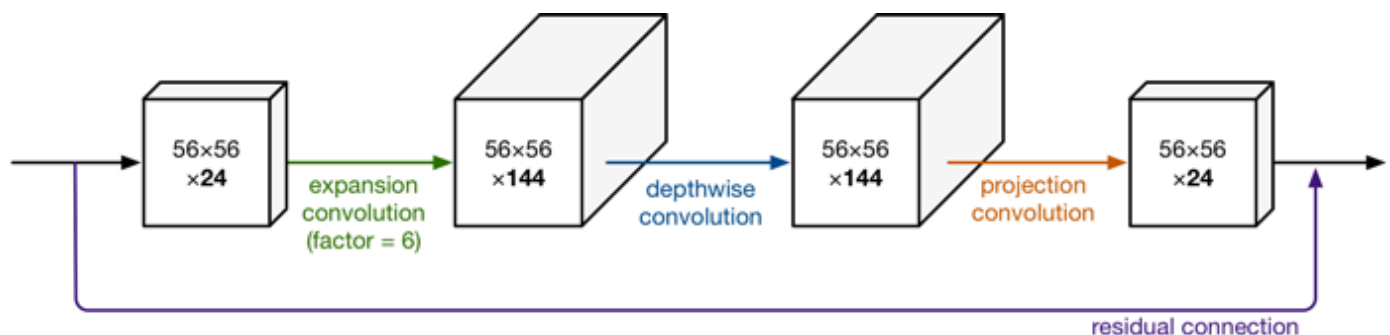 56×56
×24
expansion
convolution
(factor = 6)
56×56
×144
depthwise
convolution
56×56
×144
projection
convolution
56×56
×24
residual connection